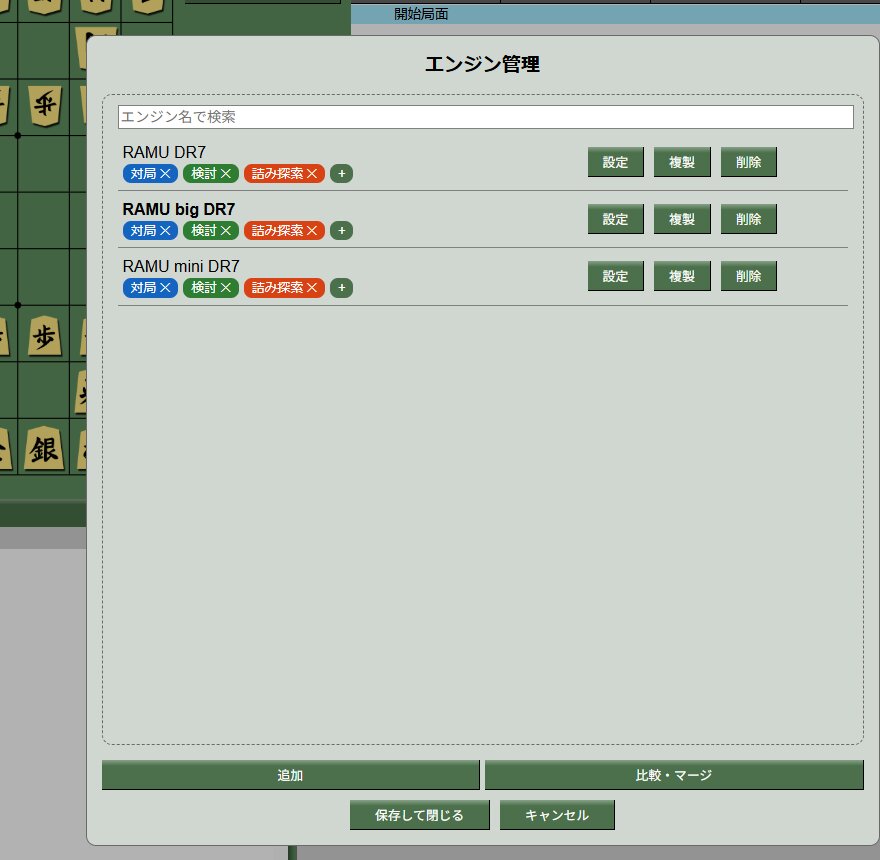 開始局面
エンジン管理
エンジン名で検索
RAMU DR7
対局 × 検討 × 詰み探索 × +
設定 複製 削除
RAMU big DR7
対局 × 検討 × 詰み探索 × +
設定 複製 削除
RAMU mini DR7
対局 × 検討 × 詰み探索 × +
設定 複製 削除
歩
歩
銀
追加 比較・マージ
保存して閉じる キャンセル